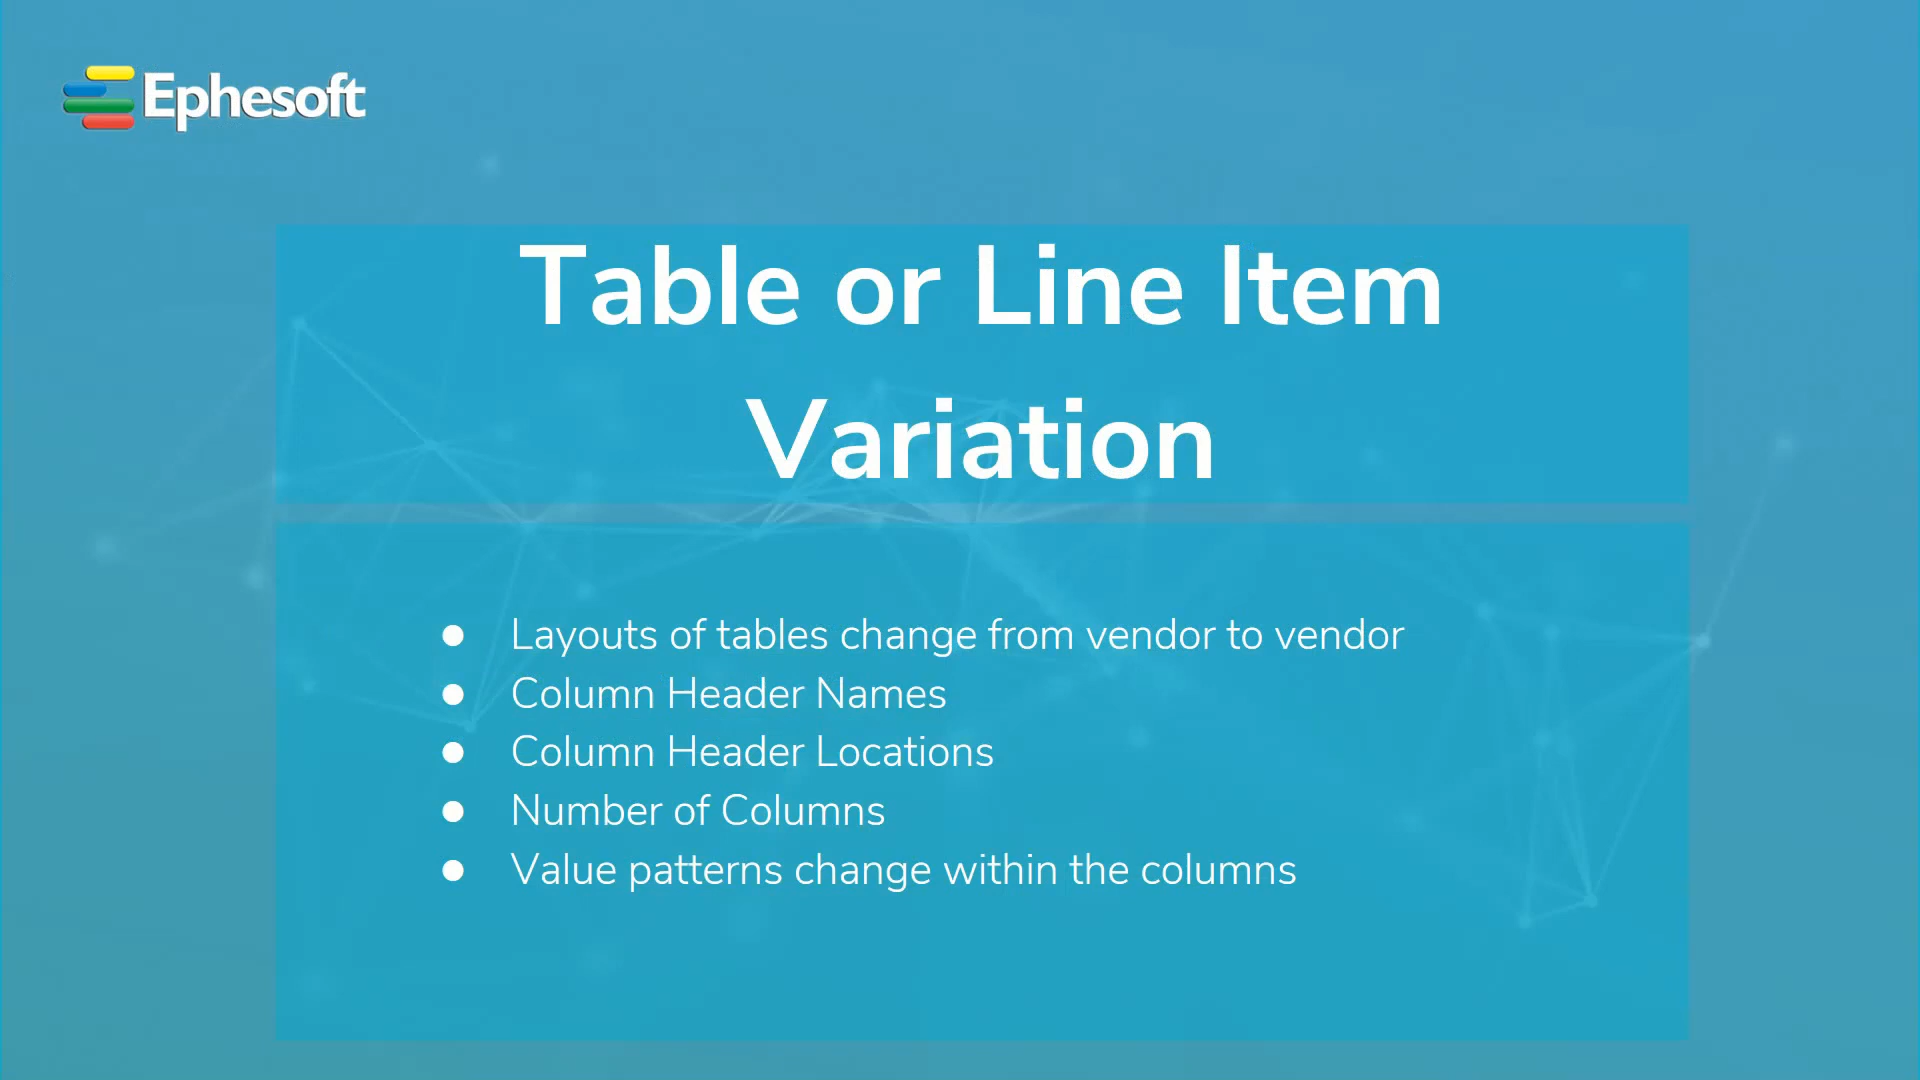 Ephesoft
Table or Line Item
Variation
● Layouts of tables change from vendor to vendor
● Column Header Names
● Column Header Locations
● Number of Columns
● Value patterns change within the columns